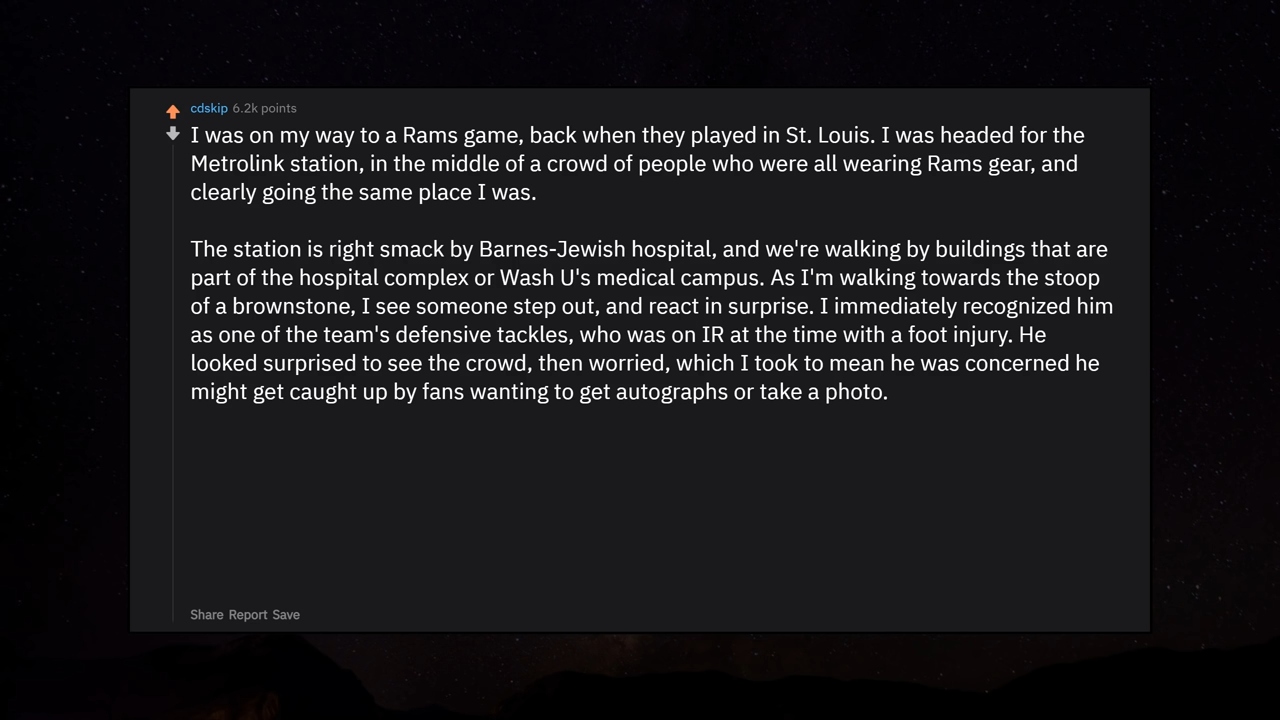 cdskip 6.2k points
I was on my way to a Rams game, back when they played in St. Louis. I was headed for the
Metrolink station, in the middle of a crowd of people who were all wearing Rams gear, and
clearly going the same place I was.
The station is right smack by Barnes-Jewish hospital, and we're walking by buildings that are
part of the hospital complex or Wash U's medical campus. As I'm walking towards the stoop
of a brownstone, I see someone step out, and react in surprise. I immediately recognized him
as one of the team's defensive tackles, who was on IR at the time with a foot injury. He
looked surprised to see the crowd, then worried, which I took to mean he was concerned he
might get caught up by fans wanting to get autographs or take a photo.
Share Report Save